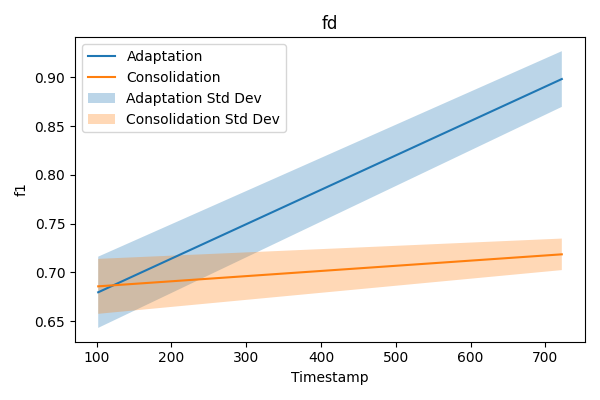 fd
Adaptation
Consolidation
Adaptation Std Dev
Consolidation Std Dev
f1
0.90
0.85
0.80
0.75
0.70
0.65
100 200 300 400 500 600 700
Timestamp